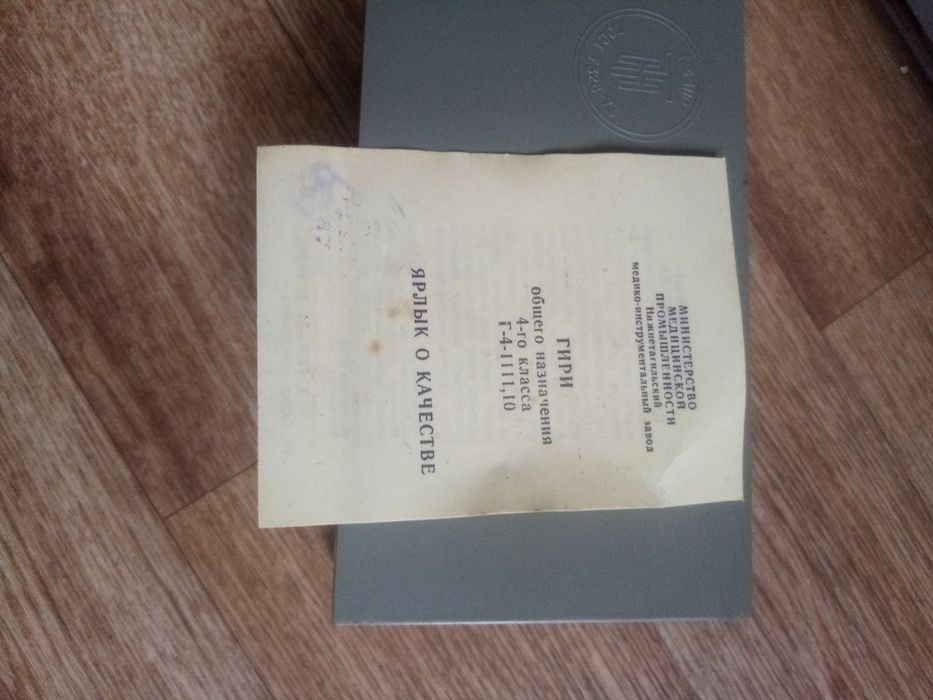 МИНИСТЕРСТВО
МЕДИЦИНСКОЙ
ПРОМЫШЛЕННОСТИ
Нижнетагильский
медико-инструментальный завод
ГИРИ
общего назначения
4-го класса
Г-4-1111,10
ЯРЛЫК О КАЧЕСТВЕ